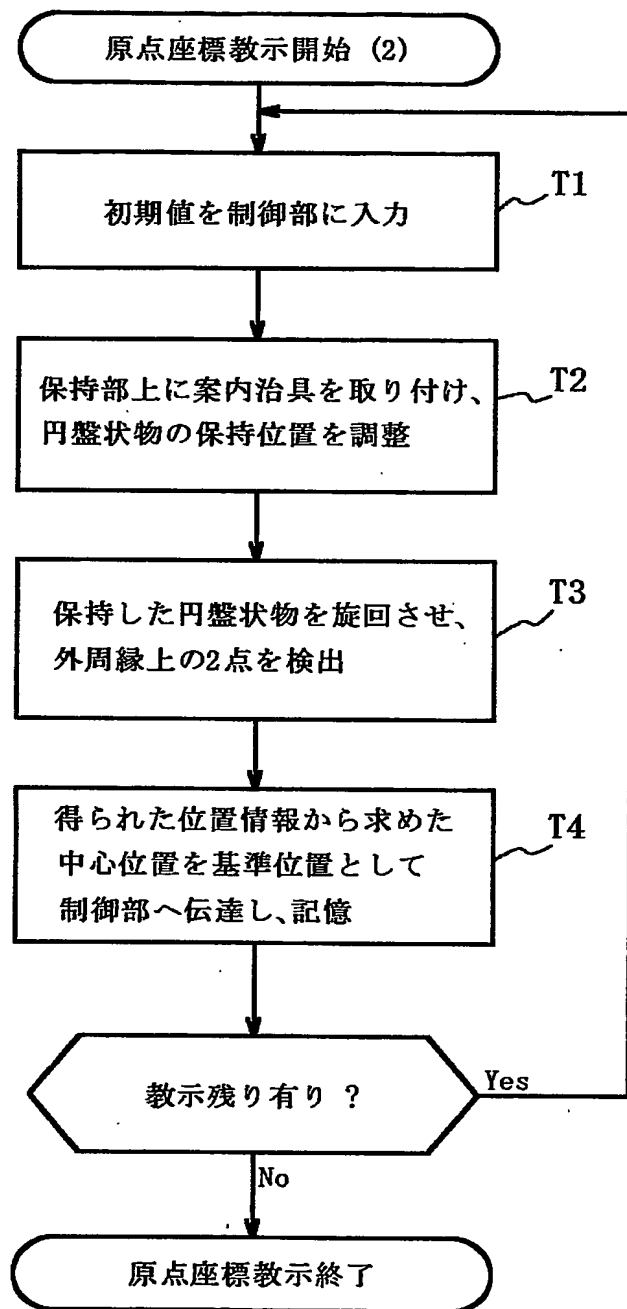 原点座標教示開始 (2)
初期値を制御部に入力
T1
保持部上に案内治具を取り付け、
円盤状物の保持位置を調整
T2
保持した円盤状物を旋回させ、
外周縁上の2点を検出
T3
得られた位置情報から求めた
中心位置を基準位置として
制御部へ伝達し、記憶
T4
教示残り有り ?
Yes
No
原点座標教示終了